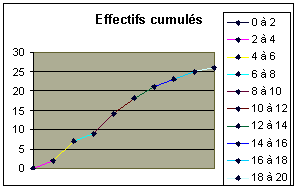 Effectifs cumulés
30
25
20
15
10
5
0
0 à 2
2 à 4
4 à 6
6 à 8
8 à 10
10 à 12
12 à 14
14 à 16
16 à 18
18 à 20